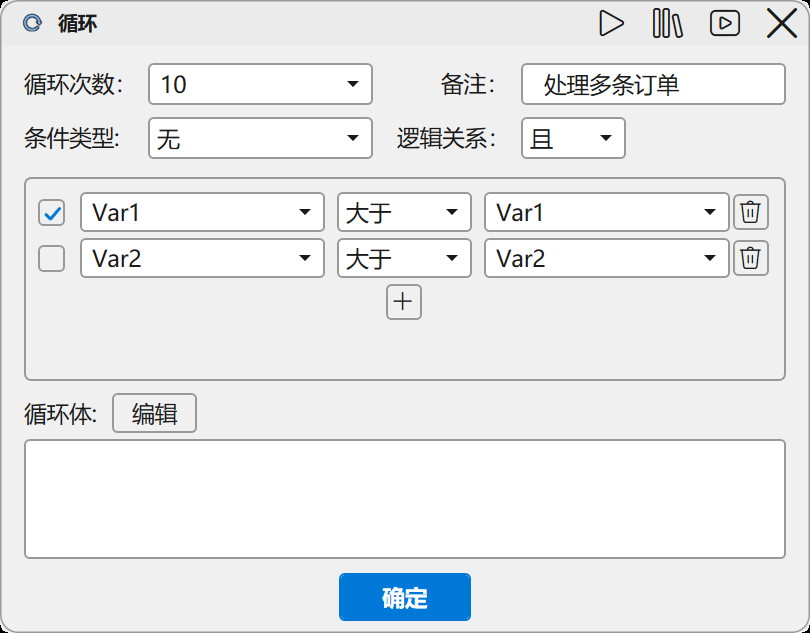 循环
循环次数： 10 备注： 处理多条订单
条件类型: 无 逻辑关系： 且
Var1 大于 Var1
Var2 大于 Var2
循环体: 编辑
确定